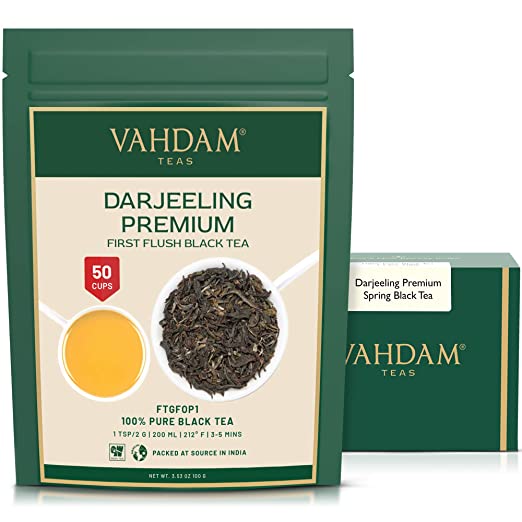 VAHDAM®
TEAS
DARJEELING
PREMIUM
FIRST FLUSH BLACK TEA
50
CUPS
FTGFOP1
100% PURE BLACK TEA
1 TSP/2 G | 200 ML | 212° F | 3-5 MINS
PACKED AT SOURCE IN INDIA
NET WT. 3.53 OZ 100 G
Darjeeling Premium
Spring Black Tea
VAHDAM®
TEAS